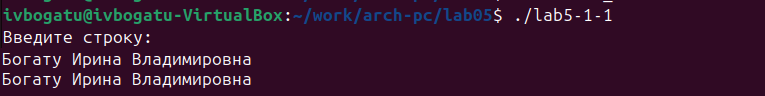 ivbogatu@ivbogatu-VirtualBox:~/work/arch-pc/lab05$ ./lab5-1-1
Введите строку:
Богату Ирина Владимировна
Богату Ирина Владимировна